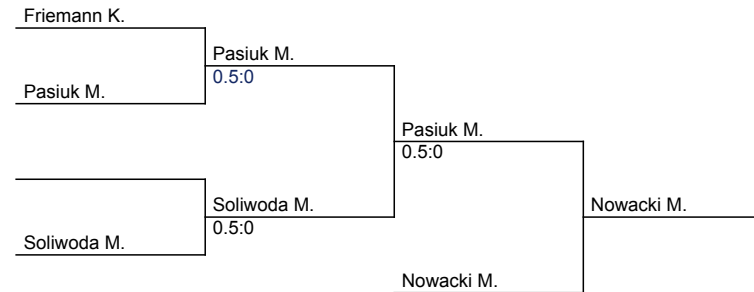 Friemann K.
Pasiuk M.
0.5:0
Pasiuk M.
Pasiuk M.
0.5:0
Soliwoda M.
Nowacki M.
0.5:0
Soliwoda M.
Nowacki M.